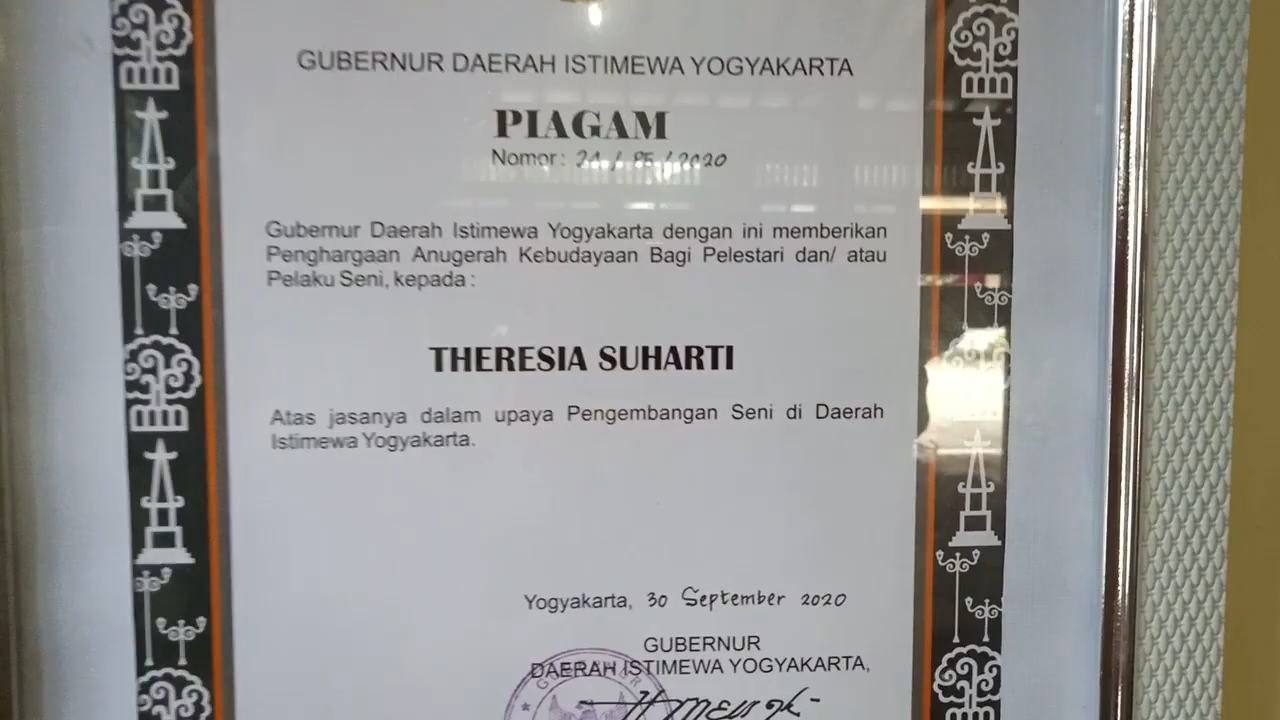 GUBERNUR DAERAH ISTIMEWA YOGYAKARTA
PIAGAM
Nomor : 21 / PE / 2020
Gubernur Daerah Istimewa Yogyakarta dengan ini memberikan
Penghargaan Anugerah Kebudayaan Bagi Pelestari dan/ atau
Pelaku Seni, kepada :
THERESIA SUHARTI
Atas jasanya dalam upaya Pengembangan Seni di Daerah
Istimewa Yogyakarta.
Yogyakarta, 30 September 2020
GUBERNUR
DAERAH ISTIMEWA YOGYAKARTA,